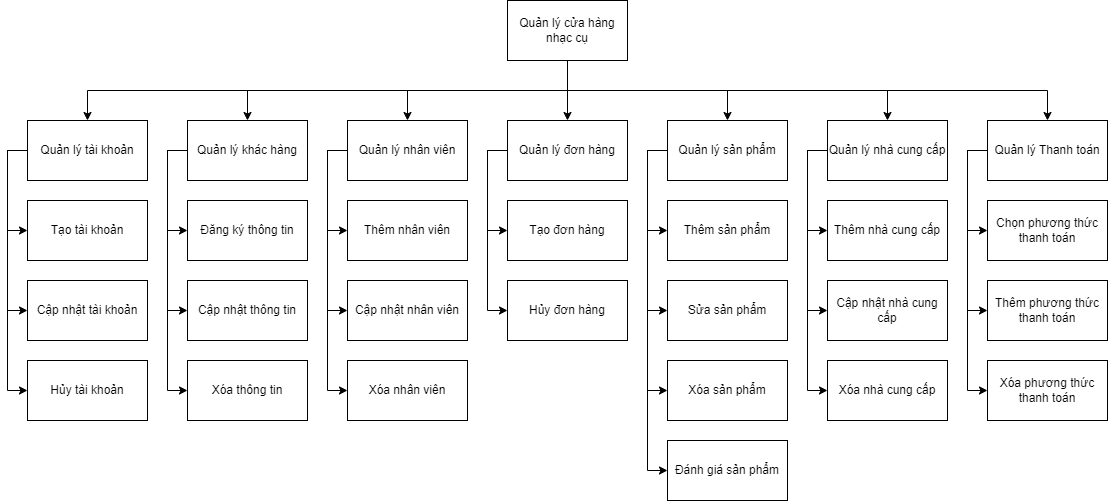 Quản lý cửa hàng
nhạc cụ
Quản lý tài khoản
Quản lý khác hàng
Quản lý nhân viên
Quản lý đơn hàng
Quản lý sản phẩm
Quản lý nhà cung cấp
Quản lý Thanh toán
Tạo tài khoản
Đăng ký thông tin
Thêm nhân viên
Tạo đơn hàng
Thêm sản phẩm
Thêm nhà cung cấp
Chọn phương thức
thanh toán
Cập nhật tài khoản
Cập nhật thông tin
Cập nhật nhân viên
Hủy đơn hàng
Sửa sản phẩm
Cập nhật nhà cung
cấp
Thêm phương thức
thanh toán
Hủy tài khoản
Xóa thông tin
Xóa nhân viên
Xóa sản phẩm
Xóa nhà cung cấp
Xóa phương thức
thanh toán
Đánh giá sản phẩm